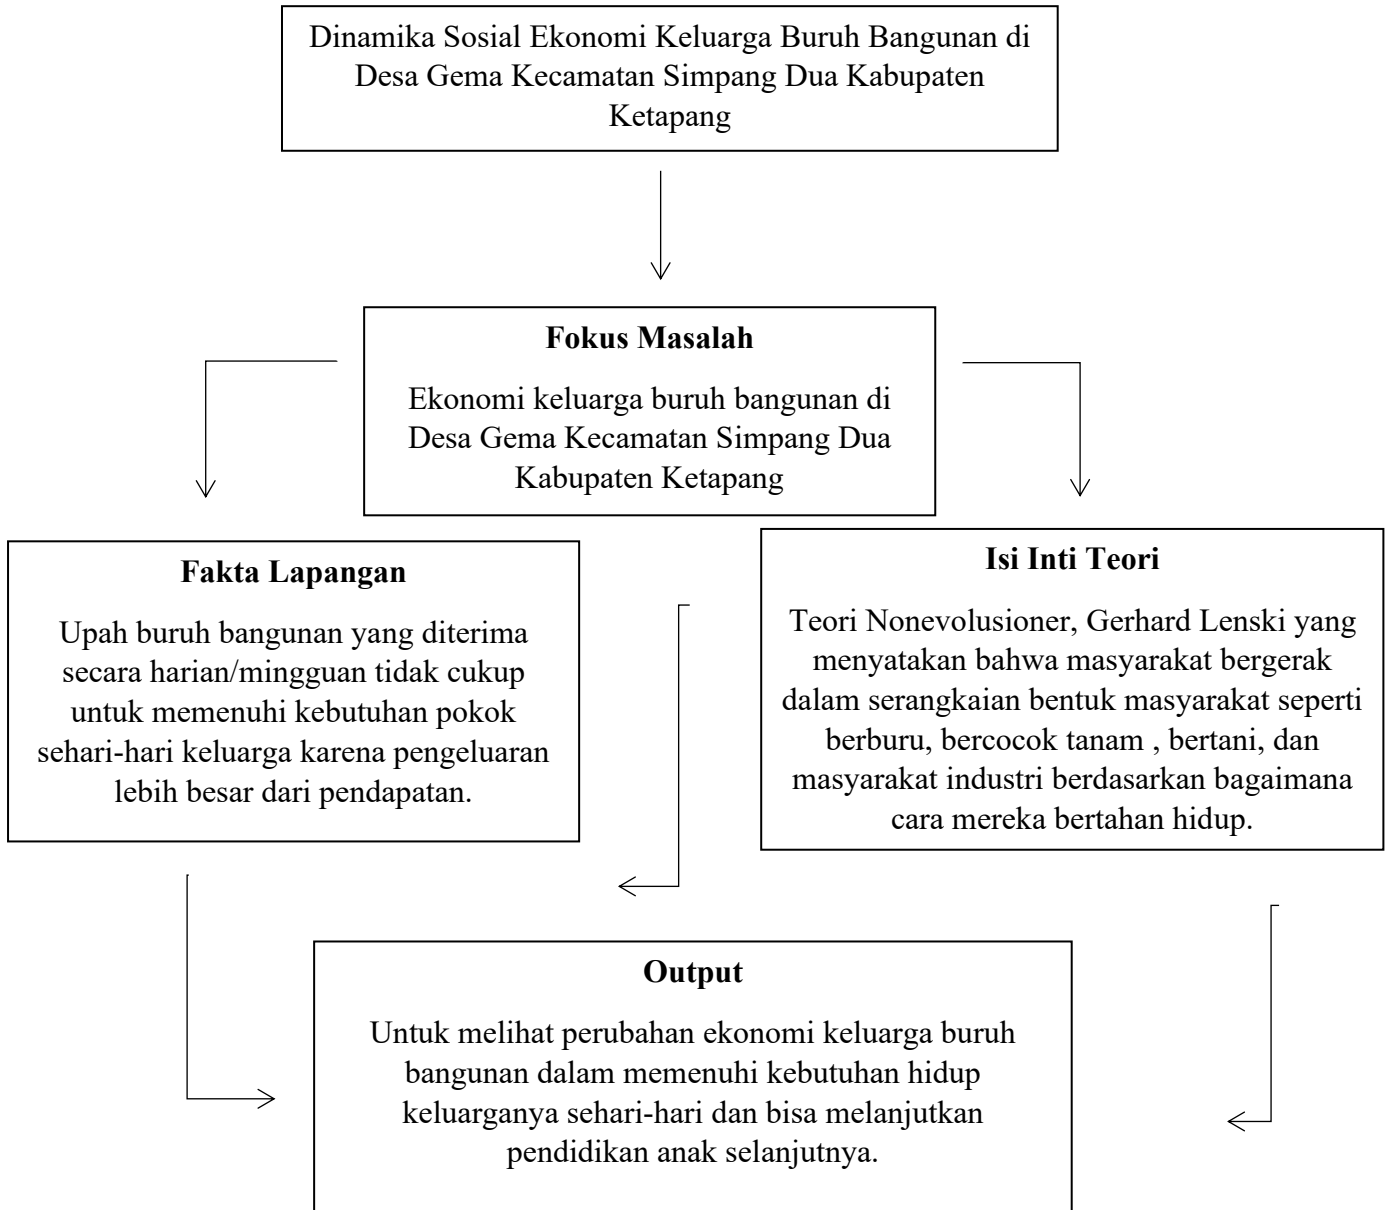 Dinamika Sosial Ekonomi Keluarga Buruh Bangunan di
Desa Gema Kecamatan Simpang Dua Kabupaten
Ketapang
Fokus Masalah
Ekonomi keluarga buruh bangunan di
Desa Gema Kecamatan Simpang Dua
Kabupaten Ketapang
Fakta Lapangan
Upah buruh bangunan yang diterima
secara harian/mingguan tidak cukup
untuk memenuhi kebutuhan pokok
sehari-hari keluarga karena pengeluaran
lebih besar dari pendapatan.
Isi Inti Teori
Teori Nonevolusioner, Gerhard Lenski yang
menyatakan bahwa masyarakat bergerak
dalam serangkaian bentuk masyarakat seperti
berburu, bercocok tanam , bertani, dan
masyarakat industri berdasarkan bagaimana
cara mereka bertahan hidup.
Output
Untuk melihat perubahan ekonomi keluarga buruh
bangunan dalam memenuhi kebutuhan hidup
keluarganya sehari-hari dan bisa melanjutkan
pendidikan anak selanjutnya.